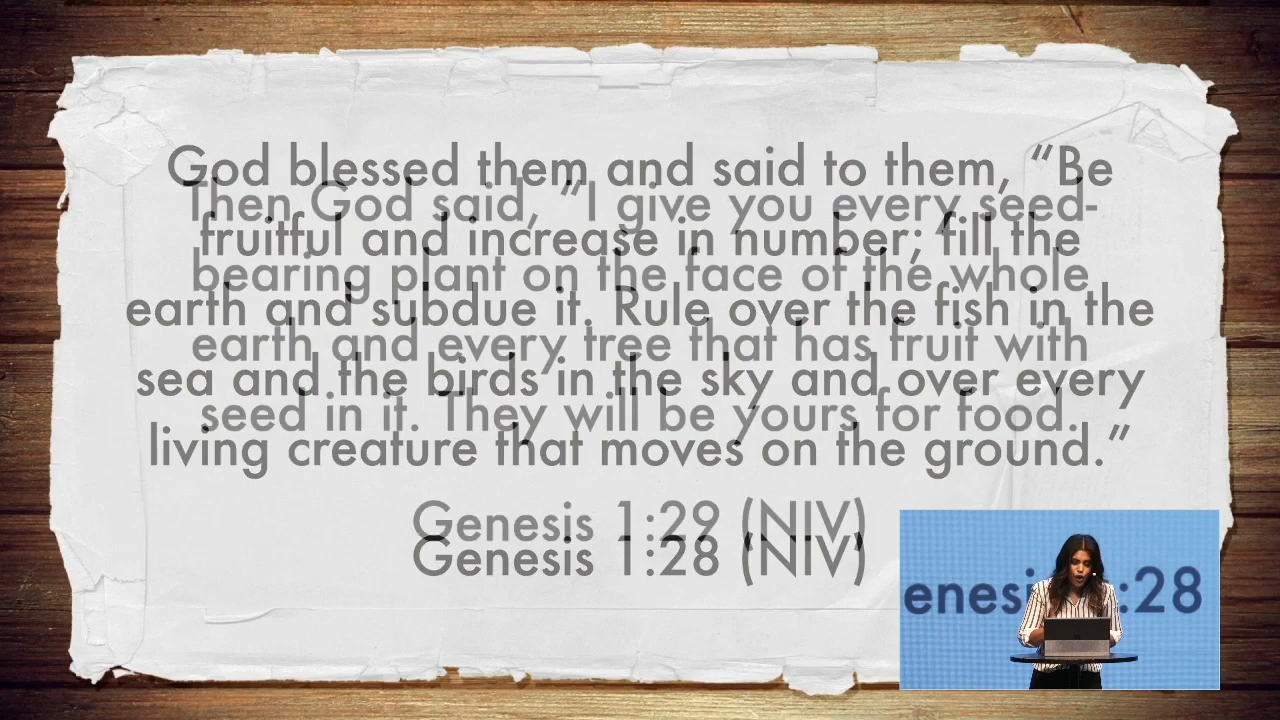 God blessed them and said to them, “Be
fruitful and increase in number; fill the
earth and subdue it. Rule over the fish in the
sea and the birds in the sky and over every
living creature that moves on the ground.”
Genesis 1:28 (NIV)
Then God said, “I give you every seed-
bearing plant on the face of the whole
earth and every tree that has fruit with
seed in it. They will be yours for food.
Genesis 1:29 (NIV)
enesi :28